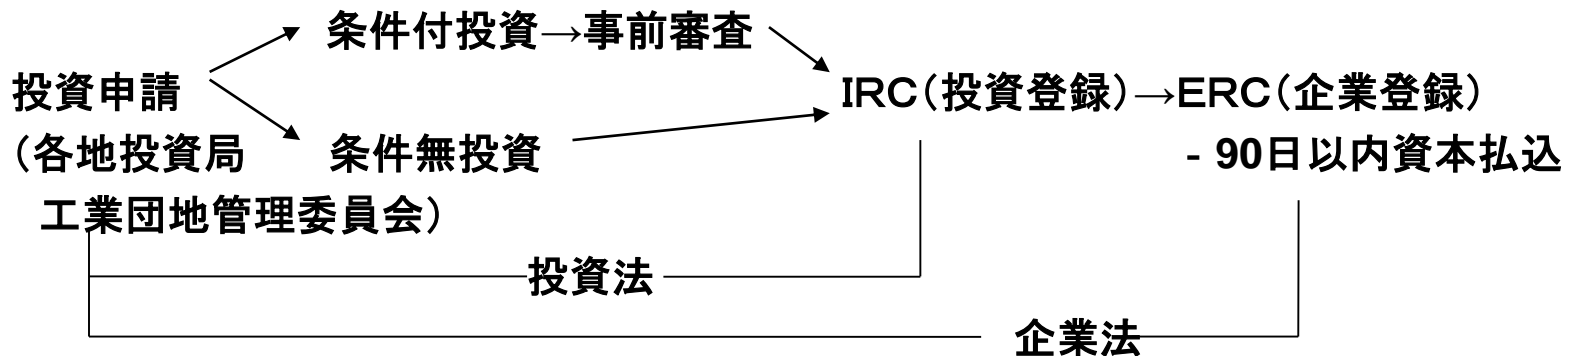 条件付投資→事前審査
投資申請
IRC（投資登録）→ERC（企業登録）
（各地投資局
条件無投資
- 90日以内資本払込
工業団地管理委員会）
投資法
企業法